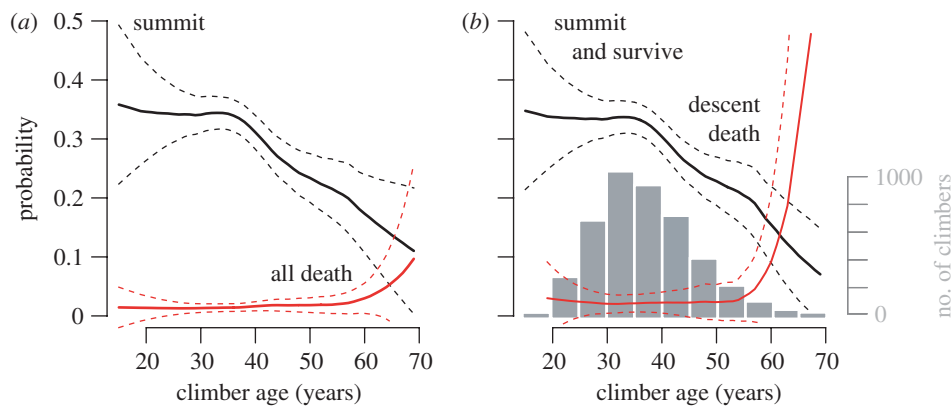 (a)
summit
0.5
0.4
0.3
0.2
0.1
0
probability
all death
20 30 40 50 60 70
climber age (years)
(b)
summit
and survive
descent
death
1000
0
no. of climbers
20 30 40 50 60 70
climber age (years)